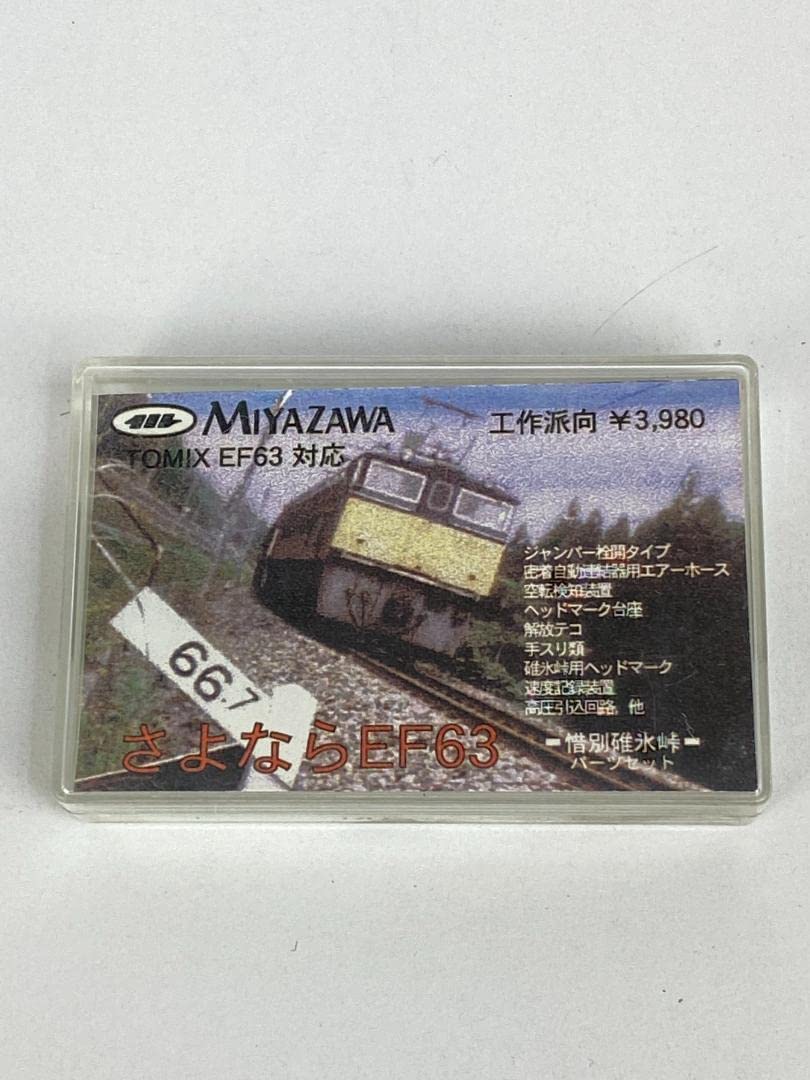 MIYAZAWA
工作派向 ¥3,980
TOMIX EF63 対応
ジャンパー栓開タイプ
密着自動連結器用エアーホース
空転検知装置
ヘッドマーク台座
解放テコ
手スリ類
碓氷峠用ヘッドマーク
速度記録装置
高圧引込回路 他
66.7
さよならEF63
-惜別碓氷峠-
パーツセット